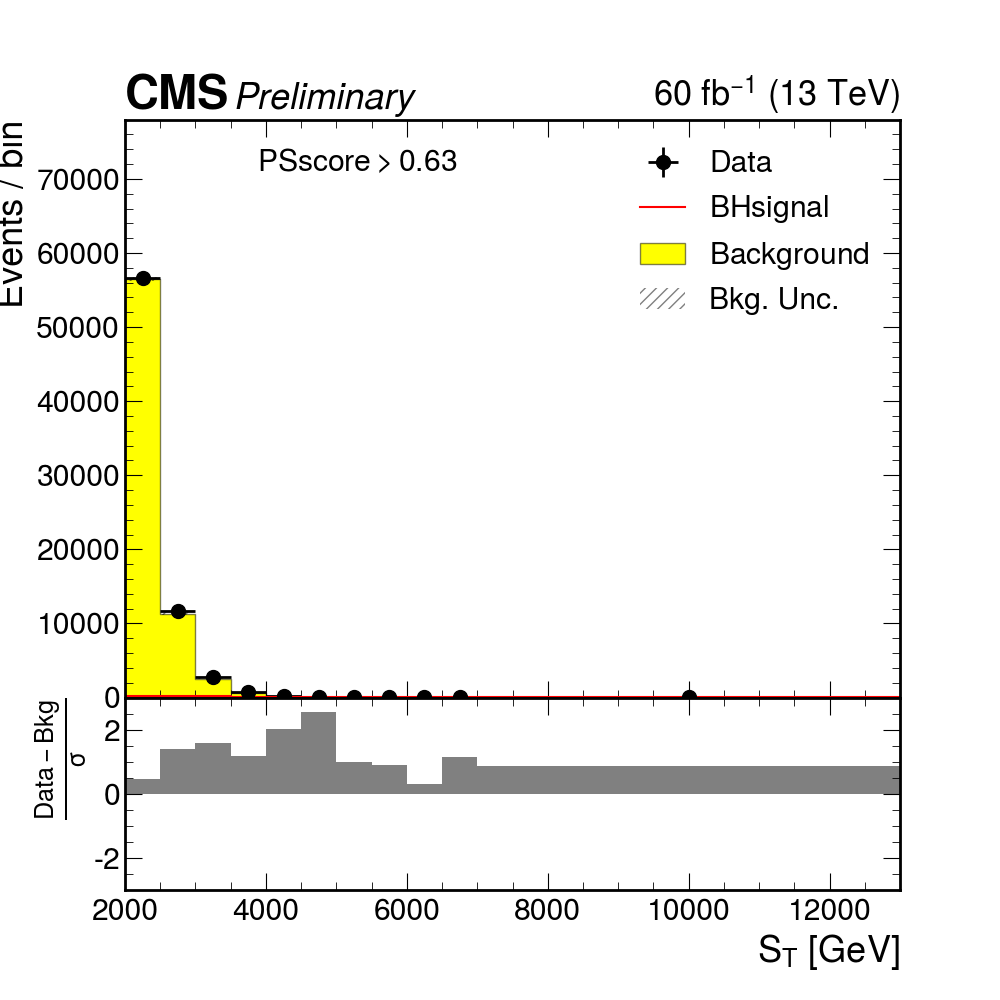 CMS Preliminary
60 fb⁻¹ (13 TeV)
Events / bin
PSscore > 0.63
Data
BHsignal
Background
Bkg. Unc.
70000
60000
50000
40000
30000
20000
10000
0
Data – Bkg
σ
2
0
-2
2000 4000 6000 8000 10000 12000
S_T [GeV]